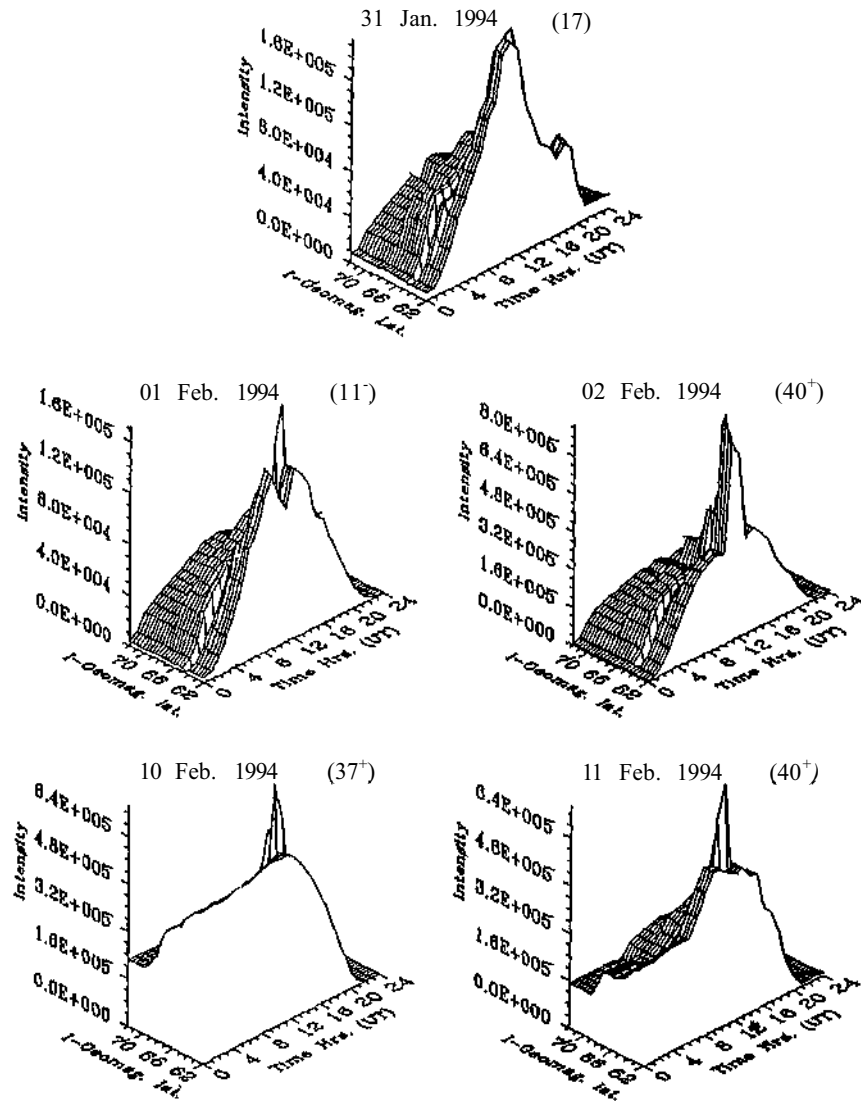 31 Jan. 1994 (17)
Intensity
1.6E+005
1.2E+005
8.0E+004
4.0E+004
0.0E+000
70 66 62
I-Geomag. Lat.
0 4 8 12 16 20 24
Time Hrs. (UT)
01 Feb. 1994 (11⁻)
Intensity
1.6E+005
1.2E+005
8.0E+004
4.0E+004
0.0E+000
70 66 62
I-Geomag. lat.
0 4 8 12 16 20 24
Time Hrs. (UT)
02 Feb. 1994 (40⁺)
Intensity
8.0E+005
6.4E+005
4.8E+005
3.2E+005
1.6E+005
0.0E+000
70 66 62
I-Geomag. lat.
0 4 8 12 16 20 24
Time Hrs. (UT)
10 Feb. 1994 (37⁺)
Intensity
6.4E+005
4.8E+005
3.2E+005
1.6E+005
0.0E+000
70 66 62
I-Geomag. lat.
0 4 8 12 16 20 24
Time Hrs. (UT)
11 Feb. 1994 (40⁺)
Intensity
6.4E+005
4.8E+005
3.2E+005
1.6E+005
0.0E+000
70 66 62
I-Geomag. lat.
0 4 8 12 16 20 24
Time Hrs. (UT)